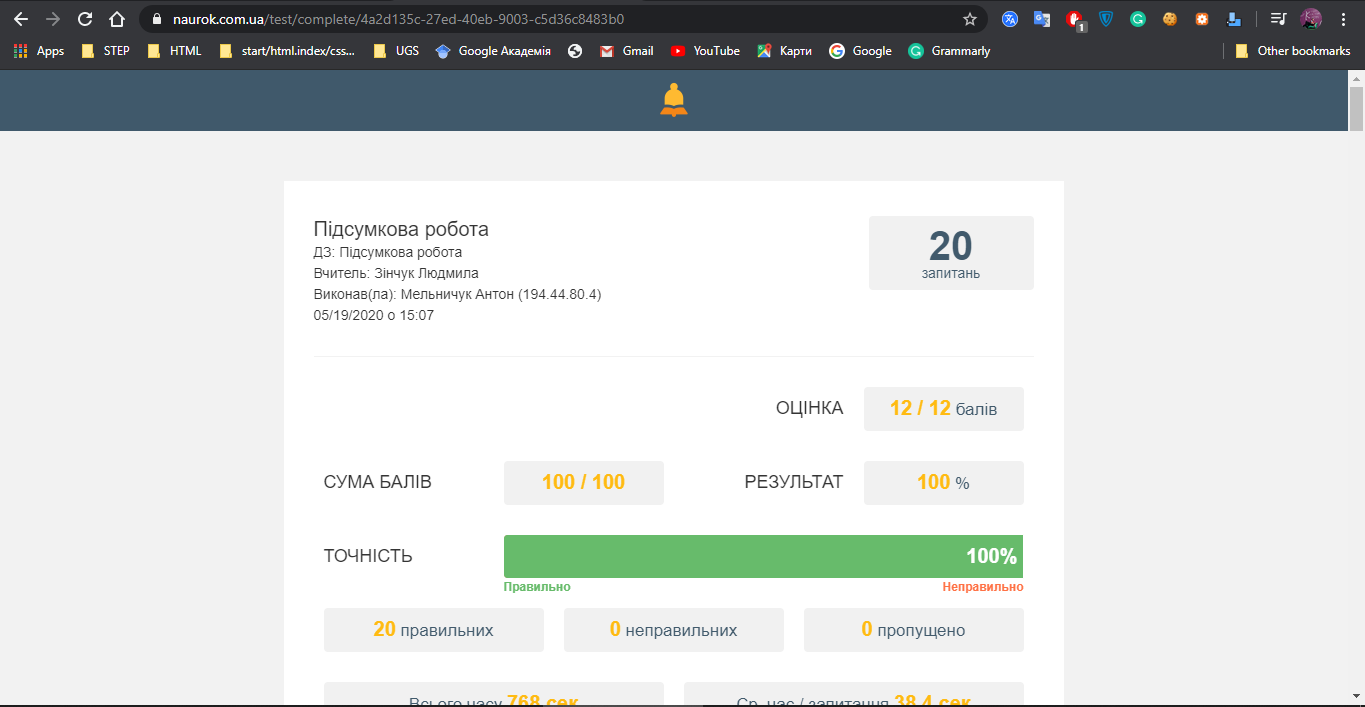 naurok.com.ua/test/complete/4a2d135c-27ed-40eb-9003-c5d36c8483b0
1
Apps STEP HTML start/html.index/css... UGS Google Академія Gmail YouTube Карти Google Grammarly Other bookmarks
Підсумкова робота
ДЗ: Підсумкова робота
Вчитель: Зінчук Людмила
Виконав(ла): Мельничук Антон (194.44.80.4)
05/19/2020 о 15:07
20
запитань
ОЦІНКА 12 / 12 балів
СУМА БАЛІВ 100 / 100 РЕЗУЛЬТАТ 100 %
ТОЧНІСТЬ 100%
Правильно Неправильно
20 правильних 0 неправильних 0 пропущено
Всього часу 768 сек Ср. час / запитання 38.4 сек